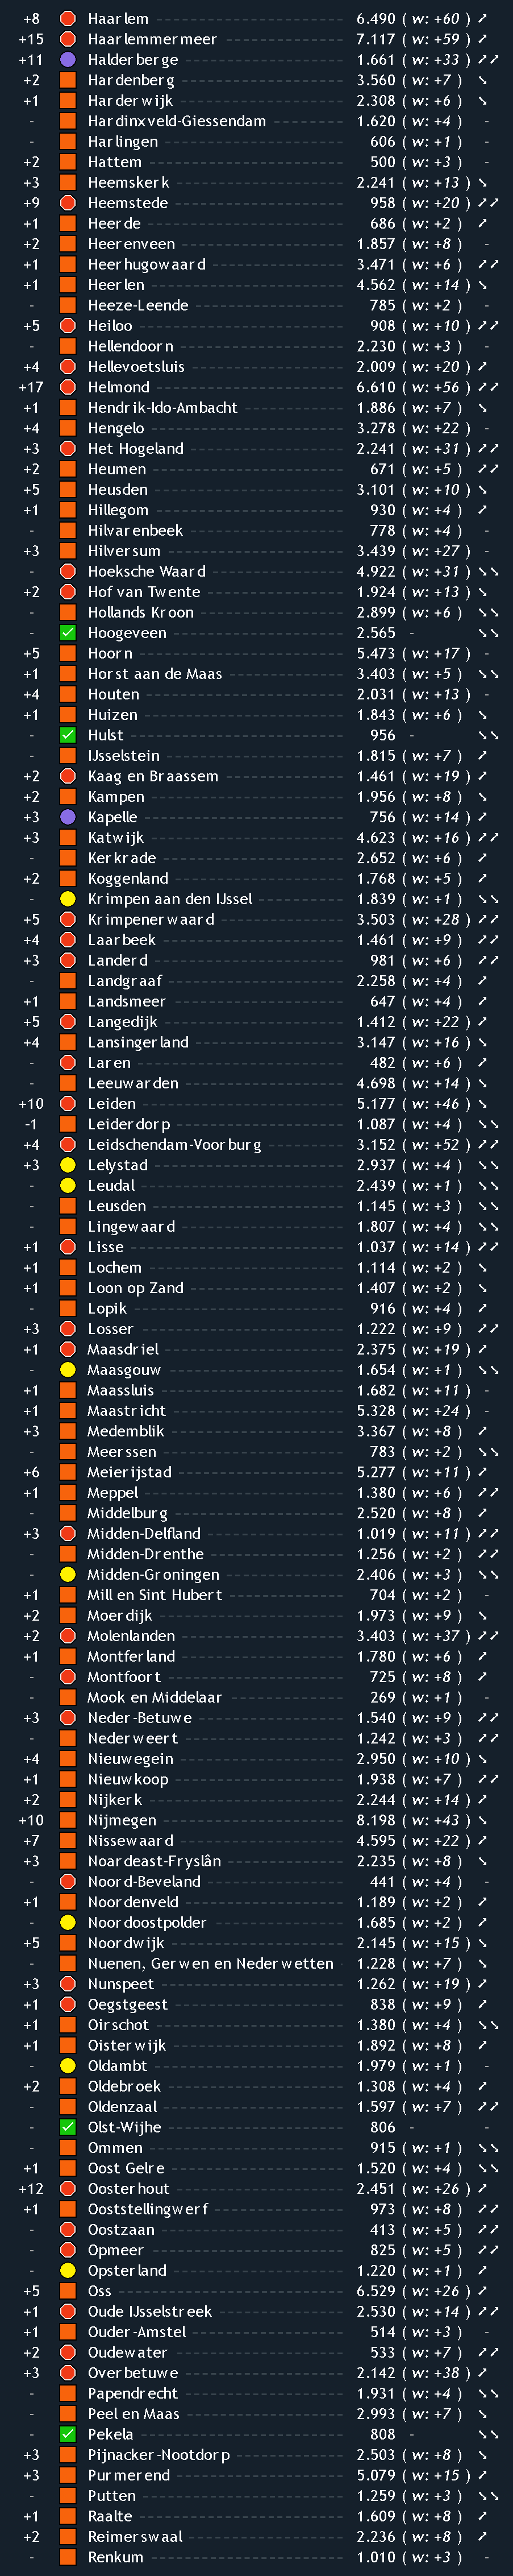 +8 Haarlem 6.490 ( w: +60 ) ➚
+15 Haarlemmermeer 7.117 ( w: +59 ) ➚
+11 Halderberge 1.661 ( w: +33 ) ➚➚
+2 Hardenberg 3.560 ( w: +7 ) ➘
+1 Harderwijk 2.308 ( w: +6 ) ➘
- Hardinxveld-Giessendam 1.620 ( w: +4 ) -
- Harlingen 606 ( w: +1 ) -
+2 Hattem 500 ( w: +3 ) -
+3 Heemskerk 2.241 ( w: +13 ) ➘
+9 Heemstede 958 ( w: +20 ) ➚➚
+1 Heerde 686 ( w: +2 ) ➚
+2 Heerenveen 1.857 ( w: +8 ) -
+1 Heerhugowaard 3.471 ( w: +6 ) ➚➚
+1 Heerlen 4.562 ( w: +14 ) ➘
- Heeze-Leende 785 ( w: +2 ) -
+5 Heiloo 908 ( w: +10 ) ➚➚
- Hellendoorn 2.230 ( w: +3 ) -
+4 Hellevoetsluis 2.009 ( w: +20 ) ➚
+17 Helmond 6.610 ( w: +56 ) ➚➚
+1 Hendrik-Ido-Ambacht 1.886 ( w: +7 ) ➘
+4 Hengelo 3.278 ( w: +22 ) -
+3 Het Hogeland 2.241 ( w: +31 ) ➚➚
+2 Heumen 671 ( w: +5 ) ➚➚
+5 Heusden 3.101 ( w: +10 ) ➘
+1 Hillegom 930 ( w: +4 ) ➚
- Hilvarenbeek 778 ( w: +4 ) -
+3 Hilversum 3.439 ( w: +27 ) -
- Hoeksche Waard 4.922 ( w: +31 ) ➘➘
+2 Hof van Twente 1.924 ( w: +13 ) ➘
- Hollands Kroon 2.899 ( w: +6 ) ➘➘
- Hoogeveen 2.565 - ➘➘
+5 Hoorn 5.473 ( w: +17 ) -
+1 Horst aan de Maas 3.403 ( w: +5 ) ➘➘
+4 Houten 2.031 ( w: +13 ) -
+1 Huizen 1.843 ( w: +6 ) ➘
- Hulst 956 - ➘➘
- IJsselstein 1.815 ( w: +7 ) ➚
+2 Kaag en Braassem 1.461 ( w: +19 ) ➚
+2 Kampen 1.956 ( w: +8 ) ➘
+3 Kapelle 756 ( w: +14 ) ➚
+3 Katwijk 4.623 ( w: +16 ) ➚➚
- Kerkrade 2.652 ( w: +6 ) ➚
+2 Koggenland 1.768 ( w: +5 ) ➚
- Krimpen aan den IJssel 1.839 ( w: +1 ) ➘➘
+5 Krimpenerwaard 3.503 ( w: +28 ) ➚➚
+4 Laarbeek 1.461 ( w: +9 ) ➚➚
+3 Landerd 981 ( w: +6 ) ➚➚
- Landgraaf 2.258 ( w: +4 ) ➚
+1 Landsmeer 647 ( w: +4 ) ➚
+5 Langedijk 1.412 ( w: +22 ) ➚
+4 Lansingerland 3.147 ( w: +16 ) ➘
- Laren 482 ( w: +6 ) ➚
- Leeuwarden 4.698 ( w: +14 ) ➘
+10 Leiden 5.177 ( w: +46 ) ➘
-1 Leiderdorp 1.087 ( w: +4 ) ➘➘
+4 Leidschendam-Voorburg 3.152 ( w: +52 ) ➚➚
+3 Lelystad 2.937 ( w: +4 ) ➘➘
- Leudal 2.439 ( w: +1 ) ➘➘
- Leusden 1.145 ( w: +3 ) ➘➘
- Lingewaard 1.807 ( w: +4 ) ➘➘
+1 Lisse 1.037 ( w: +14 ) ➚➚
+1 Lochem 1.114 ( w: +2 ) ➘
+1 Loon op Zand 1.407 ( w: +2 ) ➘
- Lopik 916 ( w: +4 ) ➚
+3 Losser 1.222 ( w: +9 ) ➚➚
+1 Maasdriel 2.375 ( w: +19 ) ➚
- Maasgouw 1.654 ( w: +1 ) ➘➘
+1 Maassluis 1.682 ( w: +11 ) -
+1 Maastricht 5.328 ( w: +24 ) -
+3 Medemblik 3.367 ( w: +8 ) ➚
- Meerssen 783 ( w: +2 ) ➘➘
+6 Meierijstad 5.277 ( w: +11 ) ➚
+1 Meppel 1.380 ( w: +6 ) ➚➚
- Middelburg 2.520 ( w: +8 ) ➚
+3 Midden-Delfland 1.019 ( w: +11 ) ➚➚
- Midden-Drenthe 1.256 ( w: +2 ) ➚➚
- Midden-Groningen 2.406 ( w: +3 ) ➘➘
+1 Mill en Sint Hubert 704 ( w: +2 ) -
+2 Moerdijk 1.973 ( w: +9 ) ➘
+2 Molenlanden 3.403 ( w: +37 ) ➚➚
+1 Montferland 1.780 ( w: +6 ) ➚
- Montfoort 725 ( w: +8 ) ➚
- Mook en Middelaar 269 ( w: +1 ) -
+3 Neder-Betuwe 1.540 ( w: +9 ) ➚➚
- Nederweert 1.242 ( w: +3 ) ➚➚
+4 Nieuwegein 2.950 ( w: +10 ) ➘
+1 Nieuwkoop 1.938 ( w: +7 ) ➚➚
+2 Nijkerk 2.244 ( w: +14 ) ➚
+10 Nijmegen 8.198 ( w: +43 ) ➘
+7 Nissewaard 4.595 ( w: +22 ) ➚
+3 Noardeast-Fryslân 2.235 ( w: +8 ) ➘
- Noord-Beveland 441 ( w: +4 ) -
+1 Noordenveld 1.189 ( w: +2 ) ➚
- Noordoostpolder 1.685 ( w: +2 ) ➚
+5 Noordwijk 2.145 ( w: +15 ) ➘
- Nuenen, Gerwen en Nederwetten 1.228 ( w: +7 ) ➘
+3 Nunspeet 1.262 ( w: +19 ) ➚
+1 Oegstgeest 838 ( w: +9 ) ➚
+1 Oirschot 1.380 ( w: +4 ) ➘➘
+1 Oisterwijk 1.892 ( w: +8 ) ➚
- Oldambt 1.979 ( w: +1 ) -
+2 Oldebroek 1.308 ( w: +4 ) ➚
- Oldenzaal 1.597 ( w: +7 ) ➚➚
- Olst-Wijhe 806 - -
- Ommen 915 ( w: +1 ) ➘➘
+1 Oost Gelre 1.520 ( w: +4 ) ➘➘
+12 Oosterhout 2.451 ( w: +26 ) ➚
+1 Ooststellingwerf 973 ( w: +8 ) ➚➚
- Oostzaan 413 ( w: +5 ) ➚➚
- Opmeer 825 ( w: +5 ) ➚➚
- Opsterland 1.220 ( w: +1 ) ➚
+5 Oss 6.529 ( w: +26 ) ➚
+1 Oude IJsselstreek 2.530 ( w: +14 ) ➚➚
+1 Ouder-Amstel 514 ( w: +3 ) -
+2 Oudewater 533 ( w: +7 ) ➚➚
+3 Overbetuwe 2.142 ( w: +38 ) ➚
- Papendrecht 1.931 ( w: +4 ) ➘➘
- Peel en Maas 2.993 ( w: +7 ) ➘
- Pekela 808 - ➘➘
+3 Pijnacker-Nootdorp 2.503 ( w: +8 ) ➘
+3 Purmerend 5.079 ( w: +15 ) ➚
- Putten 1.259 ( w: +3 ) ➘➘
+1 Raalte 1.609 ( w: +8 ) ➚
+2 Reimerswaal 2.236 ( w: +8 ) ➚
- Renkum 1.010 ( w: +3 ) -